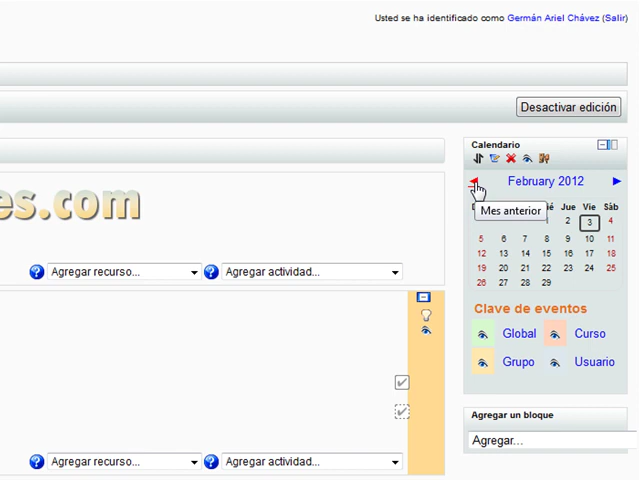 Usted se ha identificado como Germán Ariel Chávez (Salir)
Desactivar edición
Calendario
February 2012
Mes anterior
ié Jue Vie Sáb
1 2 3 4
5 6 7 8 9 10 11
12 13 14 15 16 17 18
19 20 21 22 23 24 25
26 27 28 29
es.com
Agregar recurso... Agregar actividad...
Clave de eventos
Global Curso
Grupo Usuario
Agregar un bloque
Agregar...
Agregar recurso... Agregar actividad...